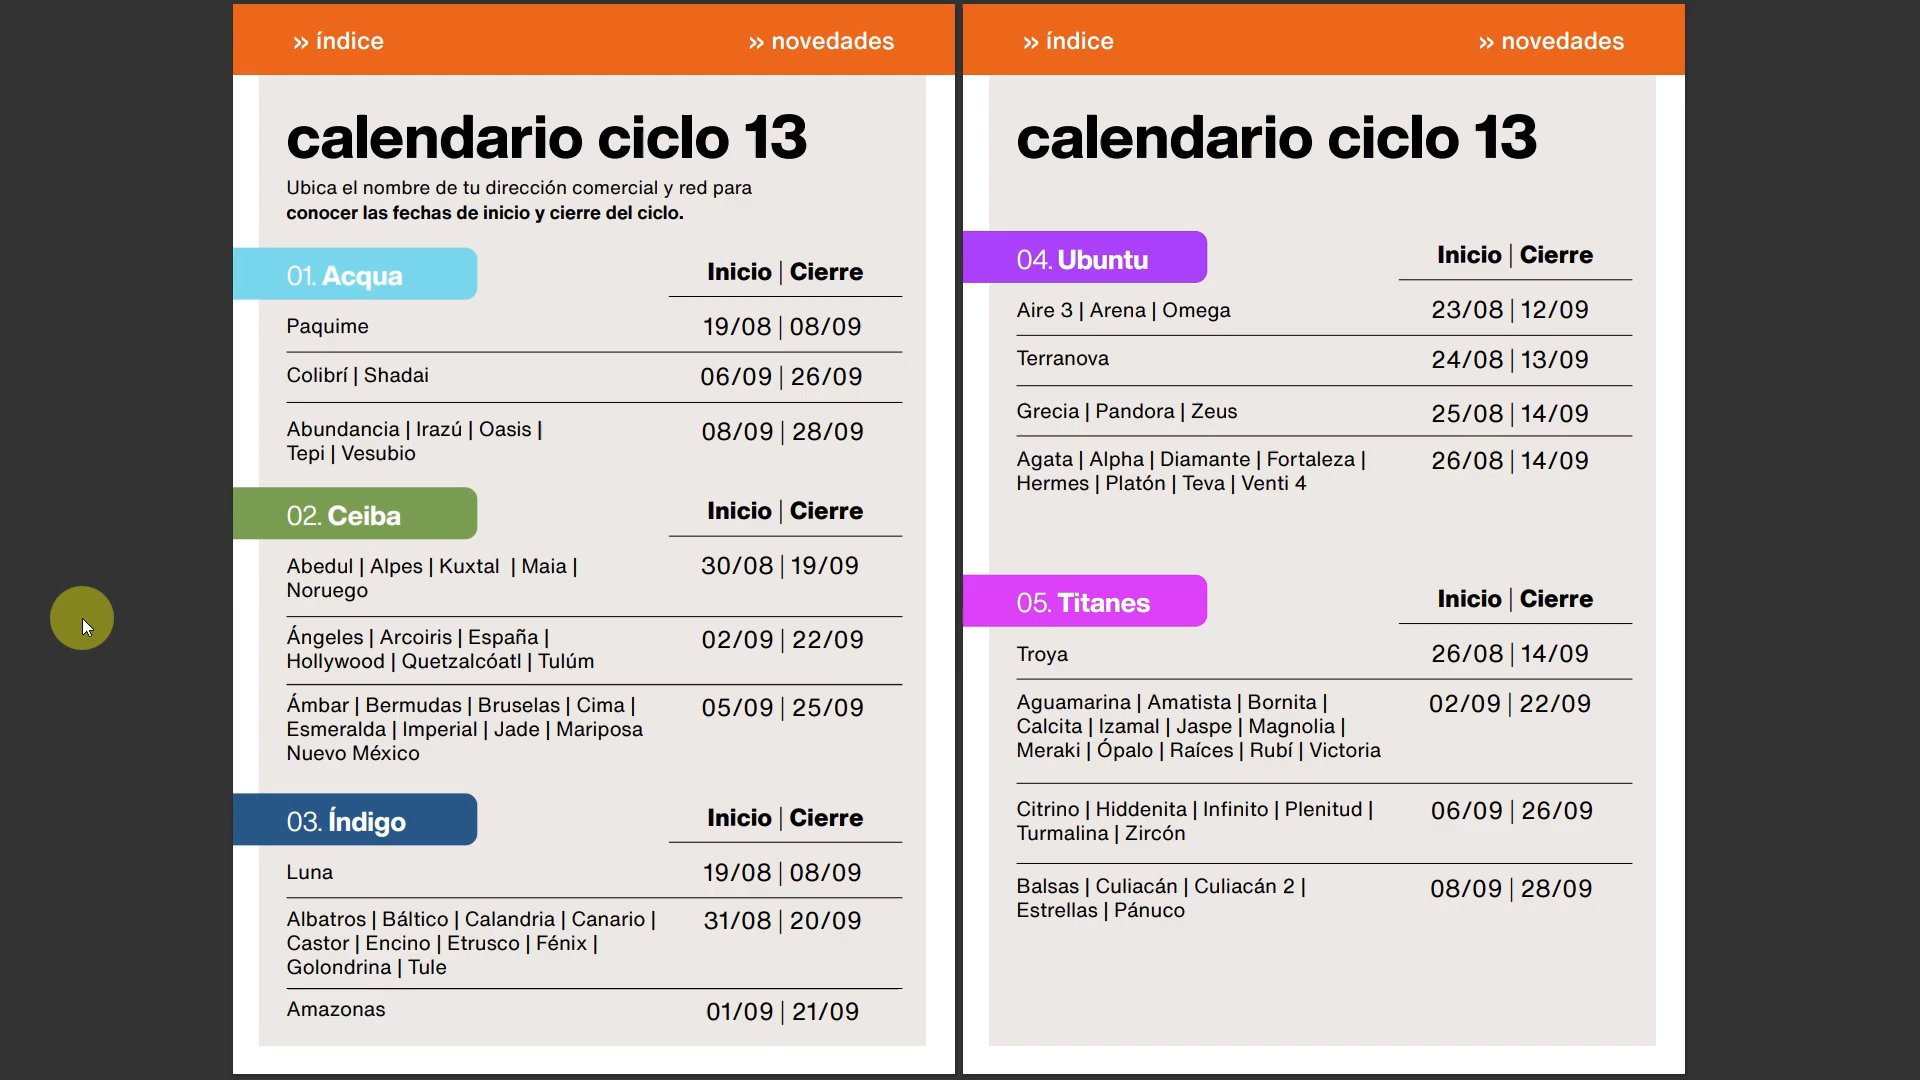 » índice
» novedades
calendario ciclo 13
Ubica el nombre de tu dirección comercial y red para
conocer las fechas de inicio y cierre del ciclo.
01. Acqua
Inicio | Cierre
Paquime
19/08 | 08/09
Colibrí | Shadai
06/09 | 26/09
Abundancia | Irazú | Oasis |
Tepi | Vesubio
08/09 | 28/09
02. Ceiba
Inicio | Cierre
Abedul | Alpes | Kuxtal | Maia |
Noruego
30/08 | 19/09
Ángeles | Arcoiris | España |
Hollywood | Quetzalcóatl | Tulúm
02/09 | 22/09
Ámbar | Bermudas | Bruselas | Cima |
Esmeralda | Imperial | Jade | Mariposa
Nuevo México
05/09 | 25/09
03. Índigo
Inicio | Cierre
Luna
19/08 | 08/09
Albatros | Báltico | Calandria | Canario |
Castor | Encino | Etrusco | Fénix |
Golondrina | Tule
31/08 | 20/09
Amazonas
01/09 | 21/09
» índice
» novedades
calendario ciclo 13
04. Ubuntu
Inicio | Cierre
Aire 3 | Arena | Omega
23/08 | 12/09
Terranova
24/08 | 13/09
Grecia | Pandora | Zeus
25/08 | 14/09
Agata | Alpha | Diamante | Fortaleza |
Hermes | Platón | Teva | Venti 4
26/08 | 14/09
05. Titanes
Inicio | Cierre
Troya
26/08 | 14/09
Aguamarina | Amatista | Bornita |
Calcita | Izamal | Jaspe | Magnolia |
Meraki | Ópalo | Raíces | Rubí | Victoria
02/09 | 22/09
Citrino | Hiddenita | Infinito | Plenitud |
Turmalina | Zircón
06/09 | 26/09
Balsas | Culiacán | Culiacán 2 |
Estrellas | Pánuco
08/09 | 28/09